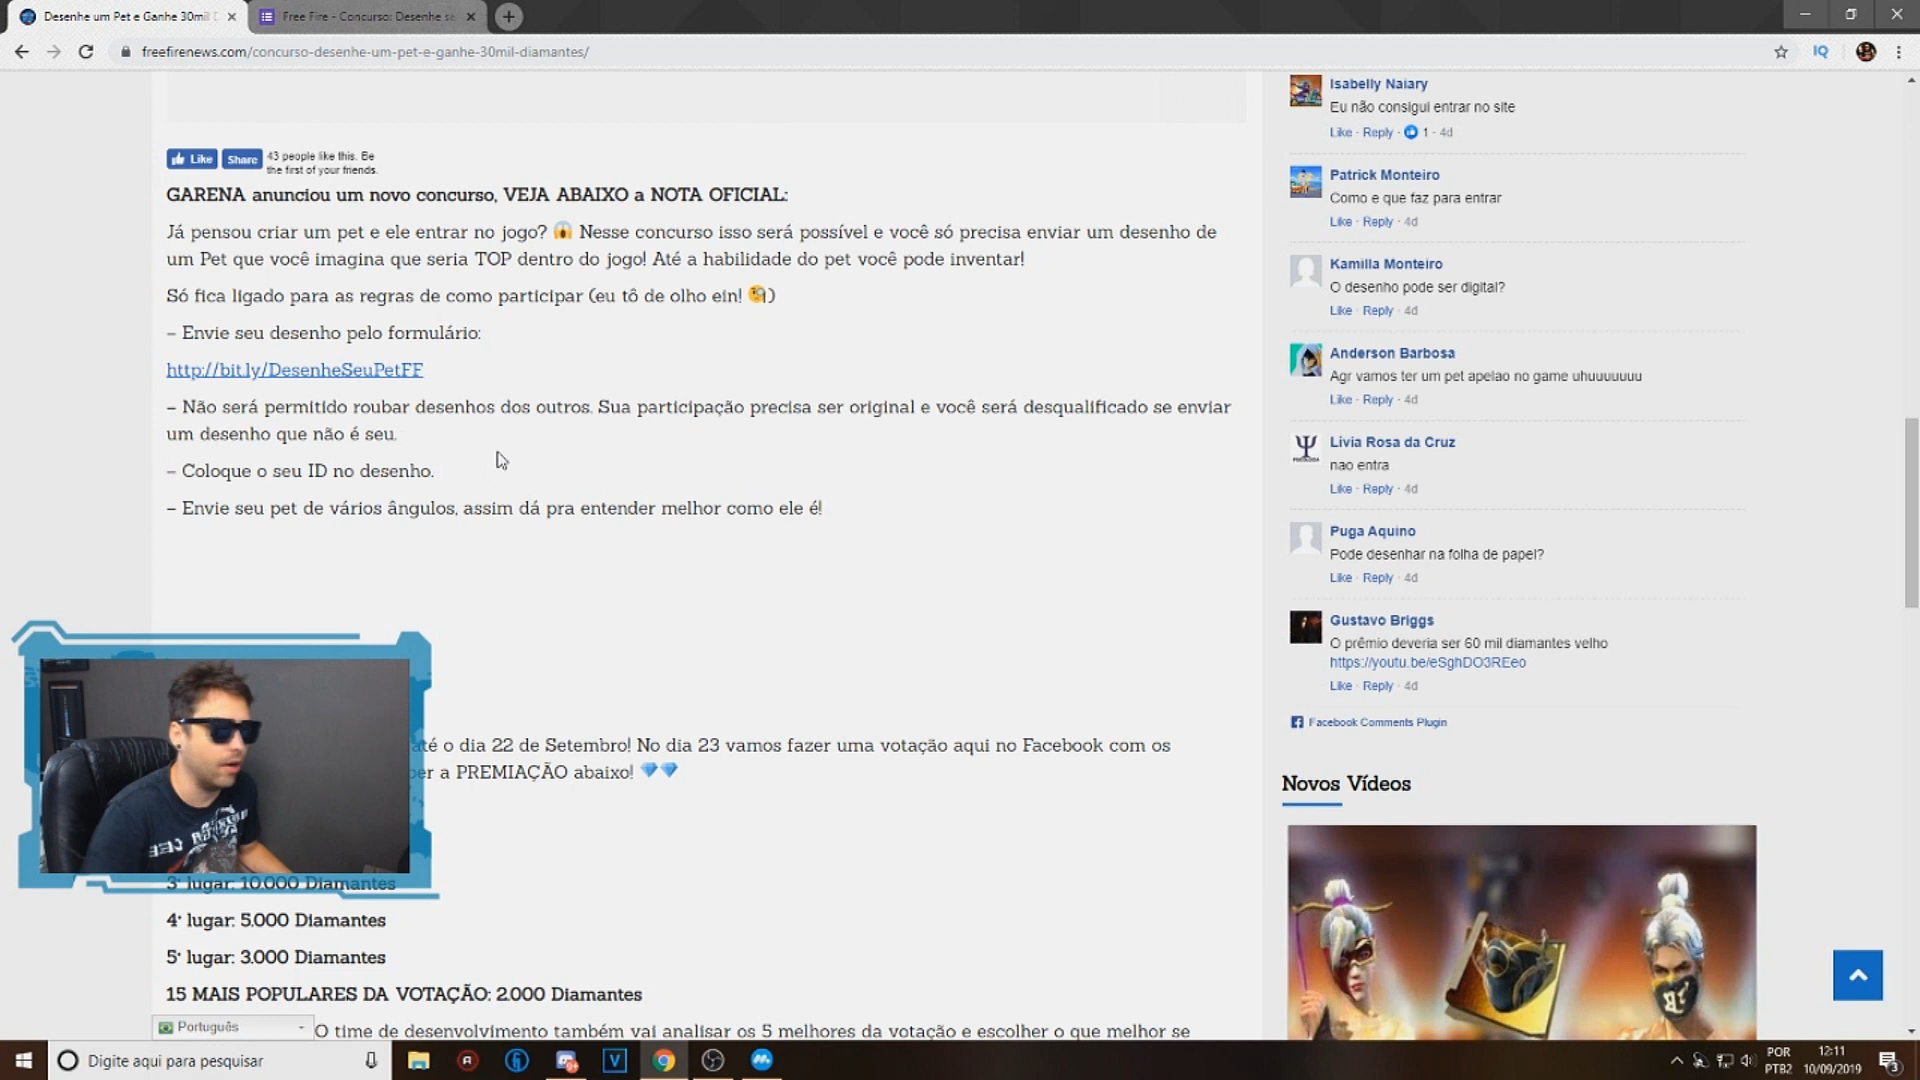 Desenhe um Pet e Ganhe 30mil D
Free Fire - Concurso: Desenhe se
freefirenews.com/concurso-desenhe-um-pet-e-ganhe-30mil-diamantes/
IQ
Like
Share
43 people like this. Be
the first of your friends.
GARENA anunciou um novo concurso, VEJA ABAIXO a NOTA OFICIAL:
Já pensou criar um pet e ele entrar no jogo? 😱 Nesse concurso isso será possível e você só precisa enviar um desenho de
um Pet que você imagina que seria TOP dentro do jogo! Até a habilidade do pet você pode inventar!
Só fica ligado para as regras de como participar (eu tô de olho ein! 🧐)
– Envie seu desenho pelo formulário:
http://bit.ly/DesenheSeuPetFF
– Não será permitido roubar desenhos dos outros. Sua participação precisa ser original e você será desqualificado se enviar
um desenho que não é seu.
– Coloque o seu ID no desenho.
– Envie seu pet de vários ângulos, assim dá pra entender melhor como ele é!
até o dia 22 de Setembro! No dia 23 vamos fazer uma votação aqui no Facebook com os
a PREMIAÇÃO abaixo! 💎💎
3º lugar: 10.000 Diamantes
4º lugar: 5.000 Diamantes
5º lugar: 3.000 Diamantes
15 MAIS POPULARES DA VOTAÇÃO: 2.000 Diamantes
Português
O time de desenvolvimento também vai analisar os 5 melhores da votação e escolher o que melhor se
Isabelly Naiary
Eu não consigui entrar no site
Like · Reply · 1 · 4d
Patrick Monteiro
Como e que faz para entrar
Like · Reply · 4d
Kamilla Monteiro
O desenho pode ser digital?
Like · Reply · 4d
Anderson Barbosa
Agr vamos ter um pet apelao no game uhuuuuuuu
Like · Reply · 4d
Livia Rosa da Cruz
nao entra
Like · Reply · 4d
Puga Aquino
Pode desenhar na folha de papel?
Like · Reply · 4d
Gustavo Briggs
O prêmio deveria ser 60 mil diamantes velho
https://youtu.be/eSghDO3REeo
Like · Reply · 4d
Facebook Comments Plugin
Novos Vídeos
Digite aqui para pesquisar
POR
PTB2
12:11
10/09/2019
3